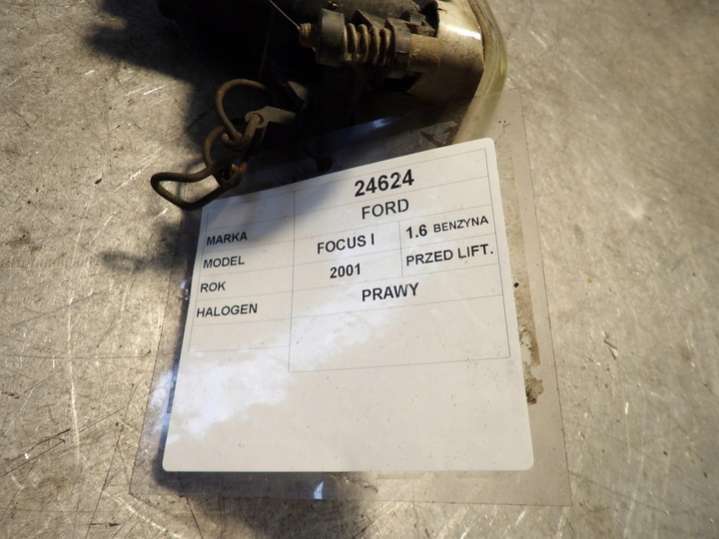 24624
MARKA FORD
MODEL FOCUS I 1.6 BENZYNA
ROK 2001 PRZED LIFT.
HALOGEN PRAWY